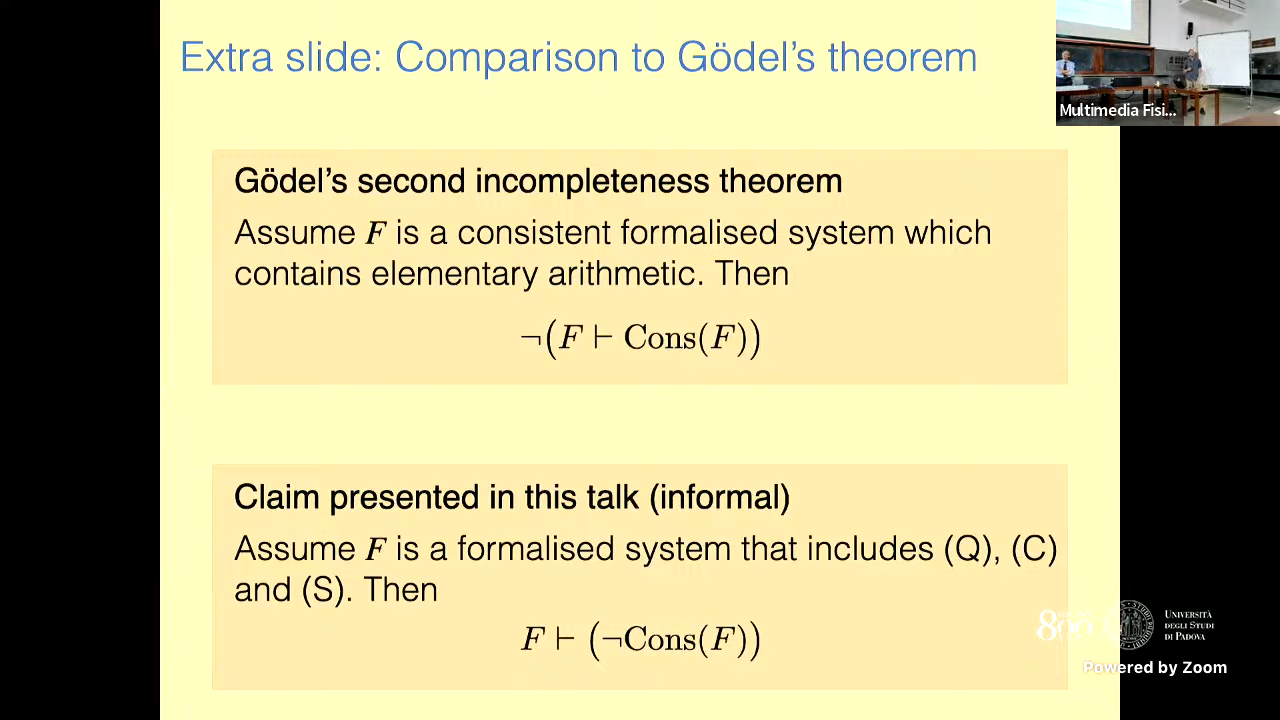 Extra slide: Comparison to Gödel's theorem
Multimedia Fisi...
Gödel's second incompleteness theorem
Assume F is a consistent formalised system which
contains elementary arithmetic. Then
¬(F ⊢ Cons(F))
Claim presented in this talk (informal)
Assume F is a formalised system that includes (Q), (C)
and (S). Then
F ⊢ (¬Cons(F))
UNIVERSITÀ
DEGLI STUDI
DI PADOVA
Powered by Zoom